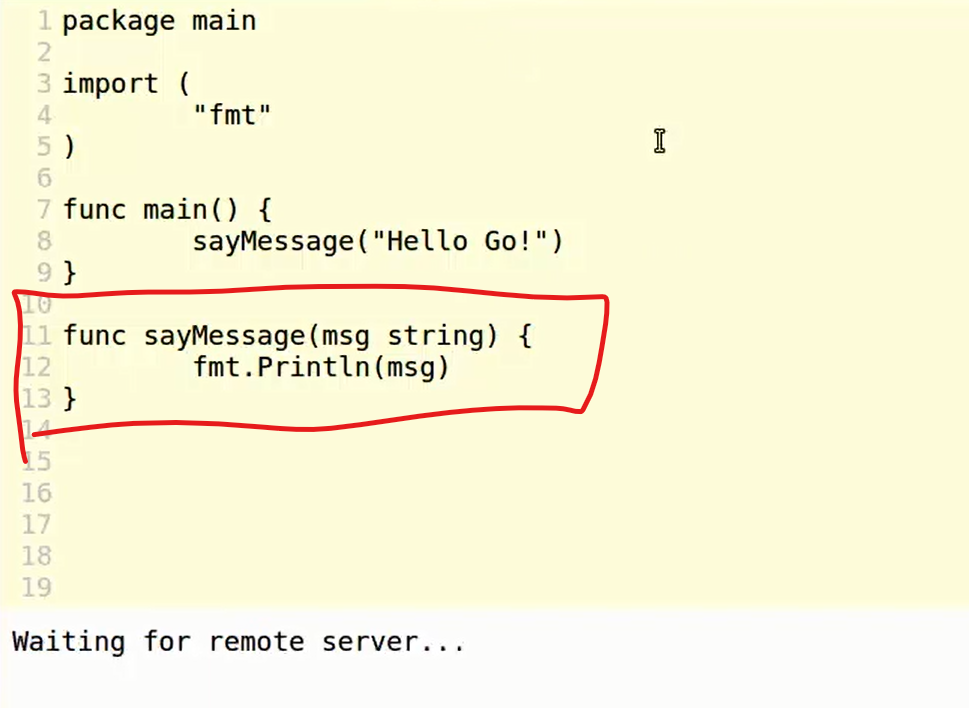 1 package main
2
3 import (
4         "fmt"
5 )
6
7 func main() {
8         sayMessage("Hello Go!")
9 }
10
11 func sayMessage(msg string) {
12         fmt.Println(msg)
13 }
14
15
16
17
18
19
Waiting for remote server...